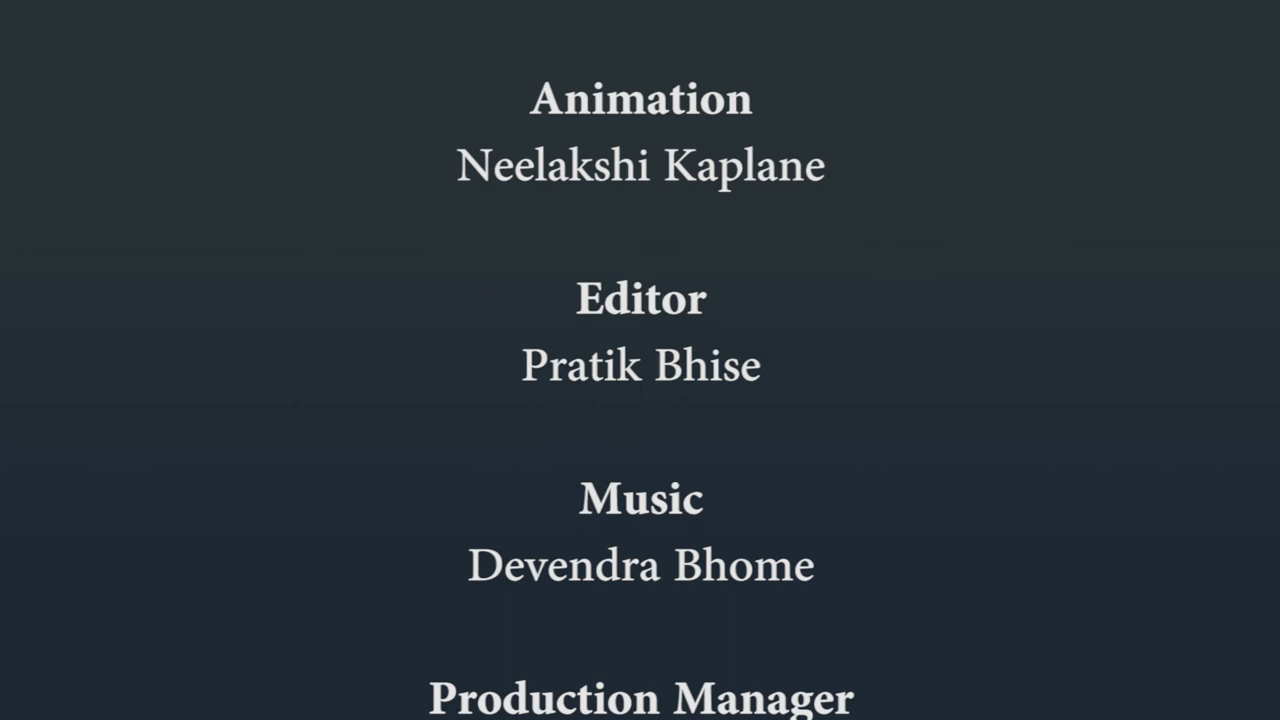 Animation
Neelakshi Kaplane
Editor
Pratik Bhise
Music
Devendra Bhome
Production Manager